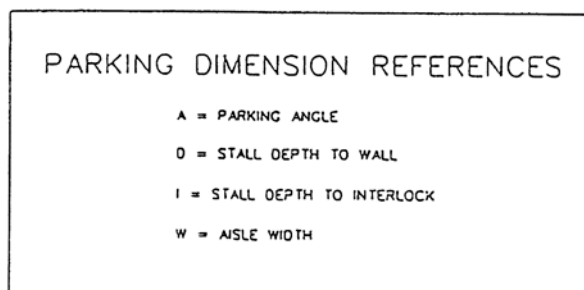 PARKING DIMENSION REFERENCES
A = PARKING ANGLE
D = STALL DEPTH TO WALL
I = STALL DEPTH TO INTERLOCK
W = AISLE WIDTH